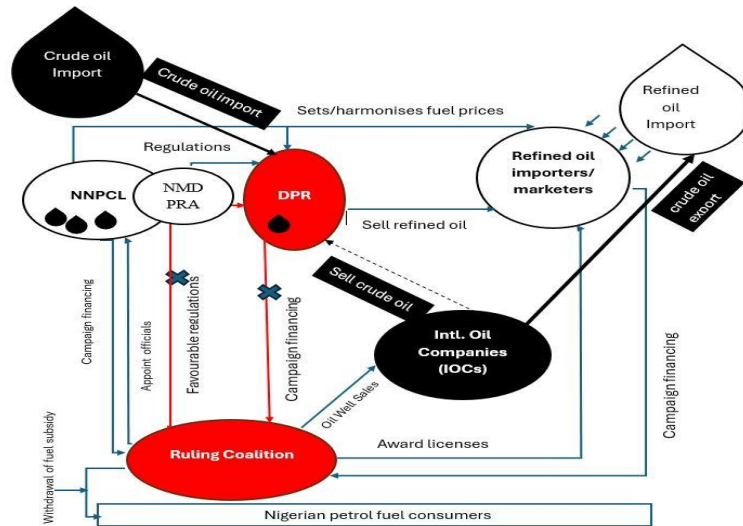 Crude oil
Import
Crude oil import
Sets/harmonises fuel prices
Refined
oil
Import
Regulations
NNPCL
NMD
PRA
DPR
Refined oil
importers/
marketers
crude oil
export
Sell refined oil
Sell crude oil
Intl. Oil
Companies
(IOCs)
Campaign financing
Appoint officials
Favourable regulations
Campaign financing
Oil Well Sales
Campaign financing
Ruling Coalition
Award licenses
Withdrawal of fuel subsidy
Nigerian petrol fuel consumers